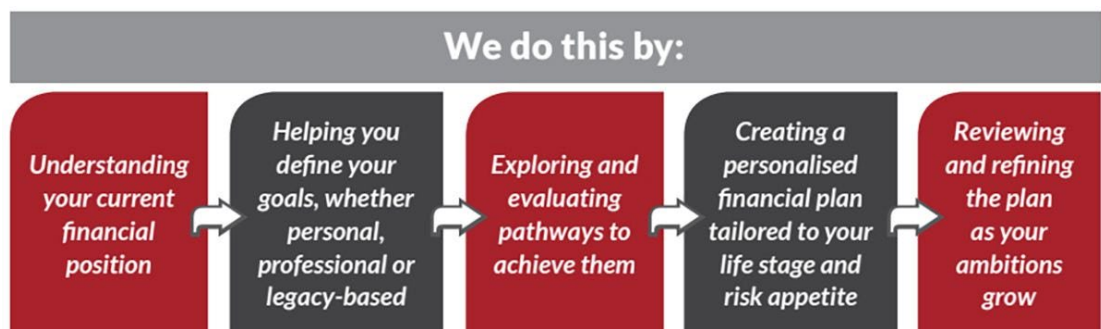 We do this by:
Understanding
your current
financial
position
Helping you
define your
goals, whether
personal,
professional or
legacy-based
Exploring and
evaluating
pathways to
achieve them
Creating a
personalised
financial plan
tailored to your
life stage and
risk appetite
Reviewing
and refining
the plan
as your
ambitions
grow